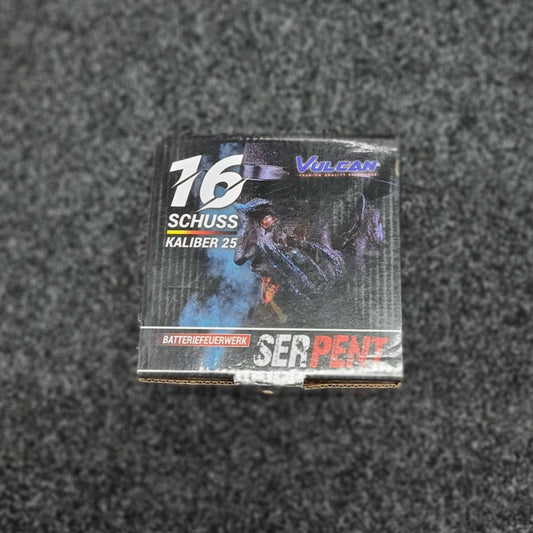 16
SCHUSS
KALIBER 25
VULCAN
BATTERIEFEUERWERK
SERPENT